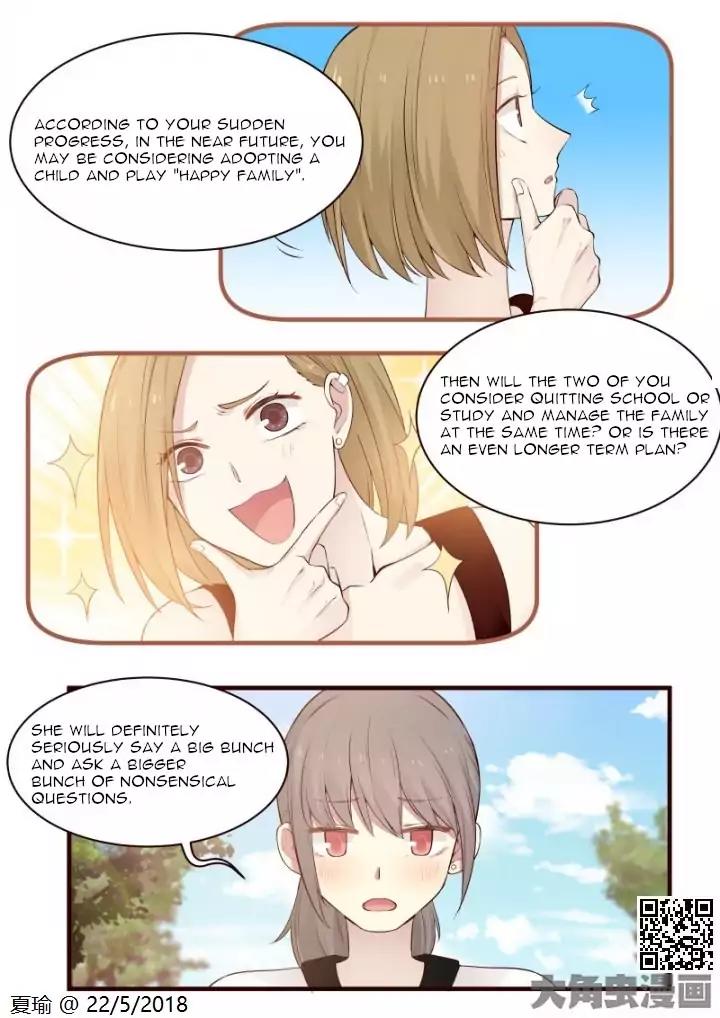 ACCORDING TO YOUR SUDDEN
PROGRESS, IN THE NEAR FUTURE, YOU
MAY BE CONSIDERING ADOPTING A
CHILD AND PLAY "HAPPY FAMILY".
THEN WILL THE TWO OF YOU
CONSIDER QUITTING SCHOOL OR
STUDY AND MANAGE THE FAMILY
AT THE SAME TIME? OR IS THERE
AN EVEN LONGER TERM PLAN?
SHE WILL DEFINITELY
SERIOUSLY SAY A BIG BUNCH
AND ASK A BIGGER
BUNCH OF NONSENSICAL
QUESTIONS.
大角虫漫画
夏瑜 @ 22/5/2018